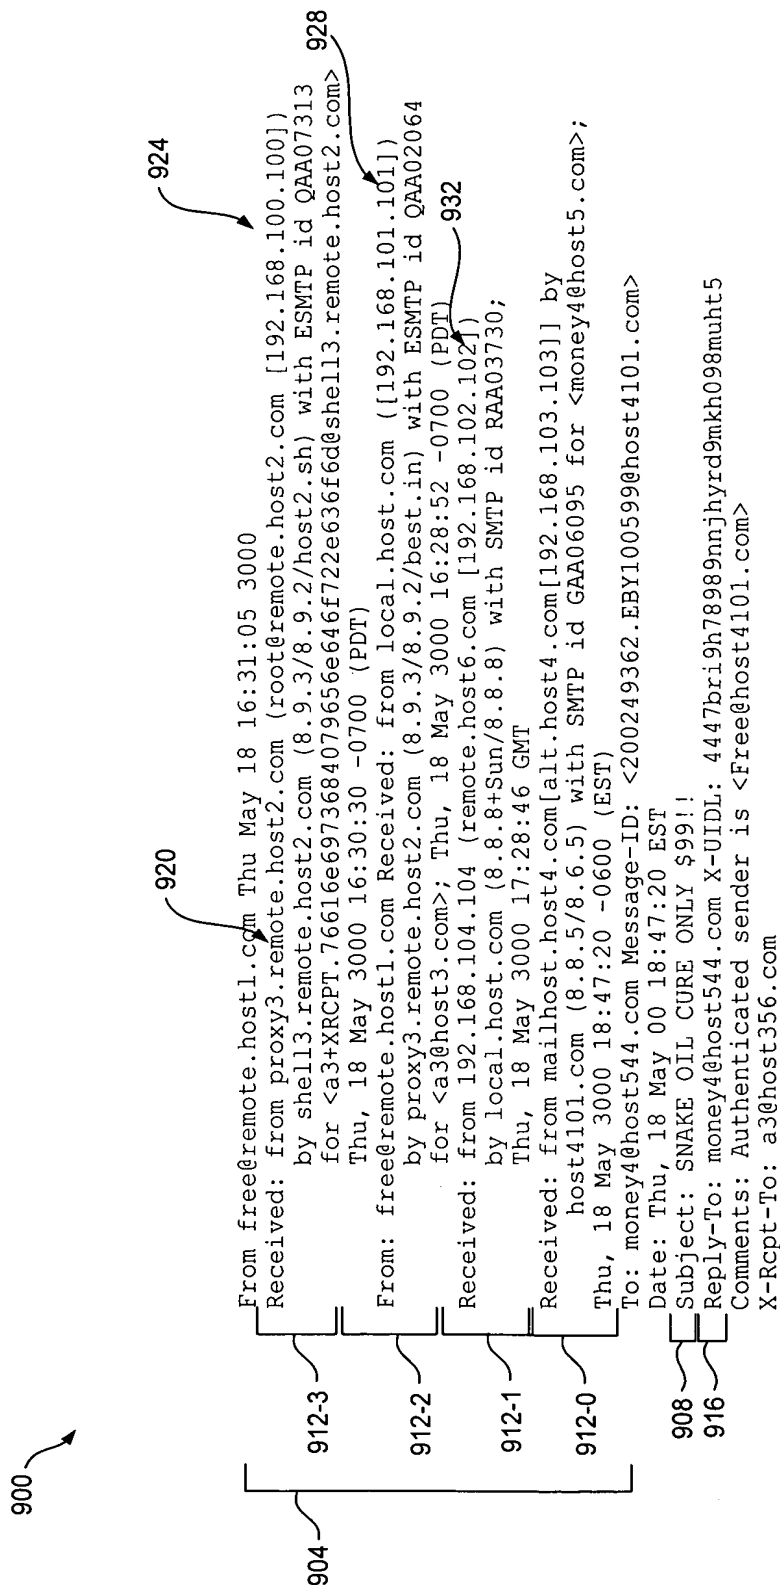 900
904
912-3
912-2
912-1
912-0
908
916
920
924
928
932
From free@remote.host1.com Thu May 18 16:31:05 3000
Received: from proxy3.remote.host2.com (root@remote.host2.com [192.168.100.100])
by shell3.remote.host2.com (8.9.3/8.9.2/host2.sh) with ESMTP id QAA07313
for <a3+XRCPT.76616e6973684079656e646f722e636f6d@shell3.remote.host2.com>
Thu, 18 May 3000 16:30:30 -0700 (PDT)
From: free@remote.host1.com Received: from local.host.com ([192.168.101.101])
by proxy3.remote.host2.com (8.9.3/8.9.2/best.in) with ESMTP id QAA02064
for <a3@host3.com>; Thu, 18 May 3000 16:28:52 -0700 (PDT)
Received: from 192.168.104.104 (remote.host6.com [192.168.102.102])
by local.host.com (8.8.8+Sun/8.8.8) with SMTP id RAA03730;
Thu, 18 May 3000 17:28:46 GMT
Received: from mailhost.host4.com[alt.host4.com[192.168.103.103]] by
host4101.com (8.8.5/8.6.5) with SMTP id GAA06095 for <money4@host5.com>;
Thu, 18 May 3000 18:47:20 -0600 (EST)
To: money4@host544.com Message-ID: <200249362.EBY100599@host4101.com>
Date: Thu, 18 May 00 18:47:20 EST
Subject: SNAKE OIL CURE ONLY $99!!
Reply-To: money4@host544.com X-UIDL: 4447bri9h78989nnjhyrd9mkh098muht5
Comments: Authenticated sender is <Free@host4101.com>
X-Rcpt-To: a3@host356.com